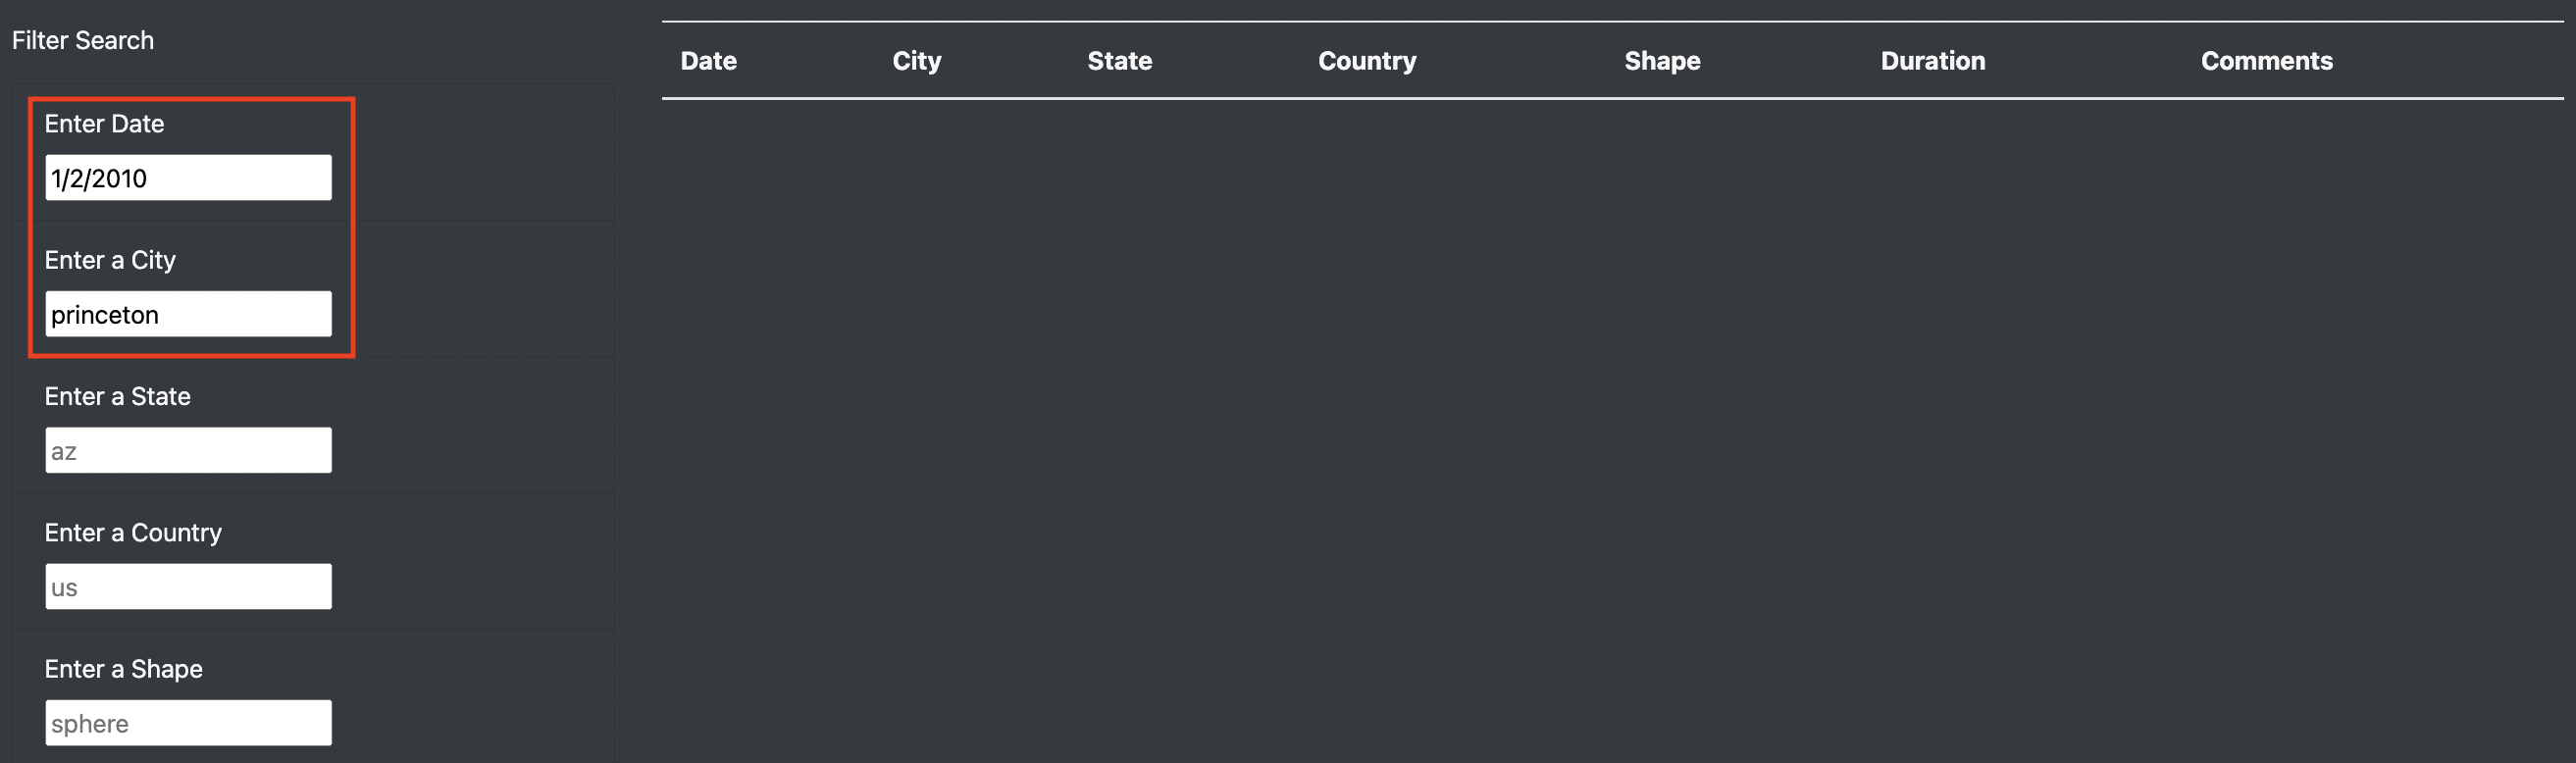 Filter Search
Enter Date
1/2/2010
Enter a City
princeton
Enter a State
az
Enter a Country
us
Enter a Shape
sphere
Date City State Country Shape Duration Comments